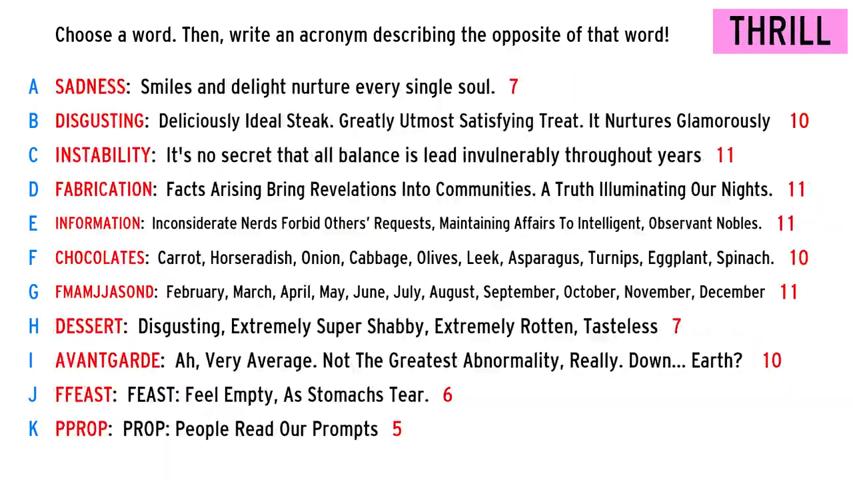 Choose a word. Then, write an acronym describing the opposite of that word!
THRILL
A SADNESS: Smiles and delight nurture every single soul. 7
B DISGUSTING: Deliciously Ideal Steak. Greatly Utmost Satisfying Treat. It Nurtures Glamorously 10
C INSTABILITY: It's no secret that all balance is lead invulnerably throughout years 11
D FABRICATION: Facts Arising Bring Revelations Into Communities. A Truth Illuminating Our Nights. 11
E INFORMATION: Inconsiderate Nerds Forbid Others' Requests, Maintaining Affairs To Intelligent, Observant Nobles. 11
F CHOCOLATES: Carrot, Horseradish, Onion, Cabbage, Olives, Leek, Asparagus, Turnips, Eggplant, Spinach. 10
G FMAMJJASOND: February, March, April, May, June, July, August, September, October, November, December 11
H DESSERT: Disgusting, Extremely Super Shabby, Extremely Rotten, Tasteless 7
I AVANTGARDE: Ah, Very Average. Not The Greatest Abnormality, Really. Down... Earth? 10
J FFEAST: FEAST: Feel Empty, As Stomachs Tear. 6
K PPROP: PROP: People Read Our Prompts 5